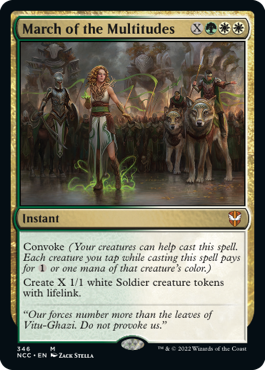 March of the Multitudes X
Instant
Convoke (Your creatures can help cast this spell.
Each creature you tap while casting this spell pays
for 1 or one mana of that creature's color.)
Create X 1/1 white Soldier creature tokens
with lifelink.
"Our forces number more than the leaves of
Vitu-Ghazi. Do not provoke us."
346 M
NCC • EN Zack Stella
™ & © 2022 Wizards of the Coast